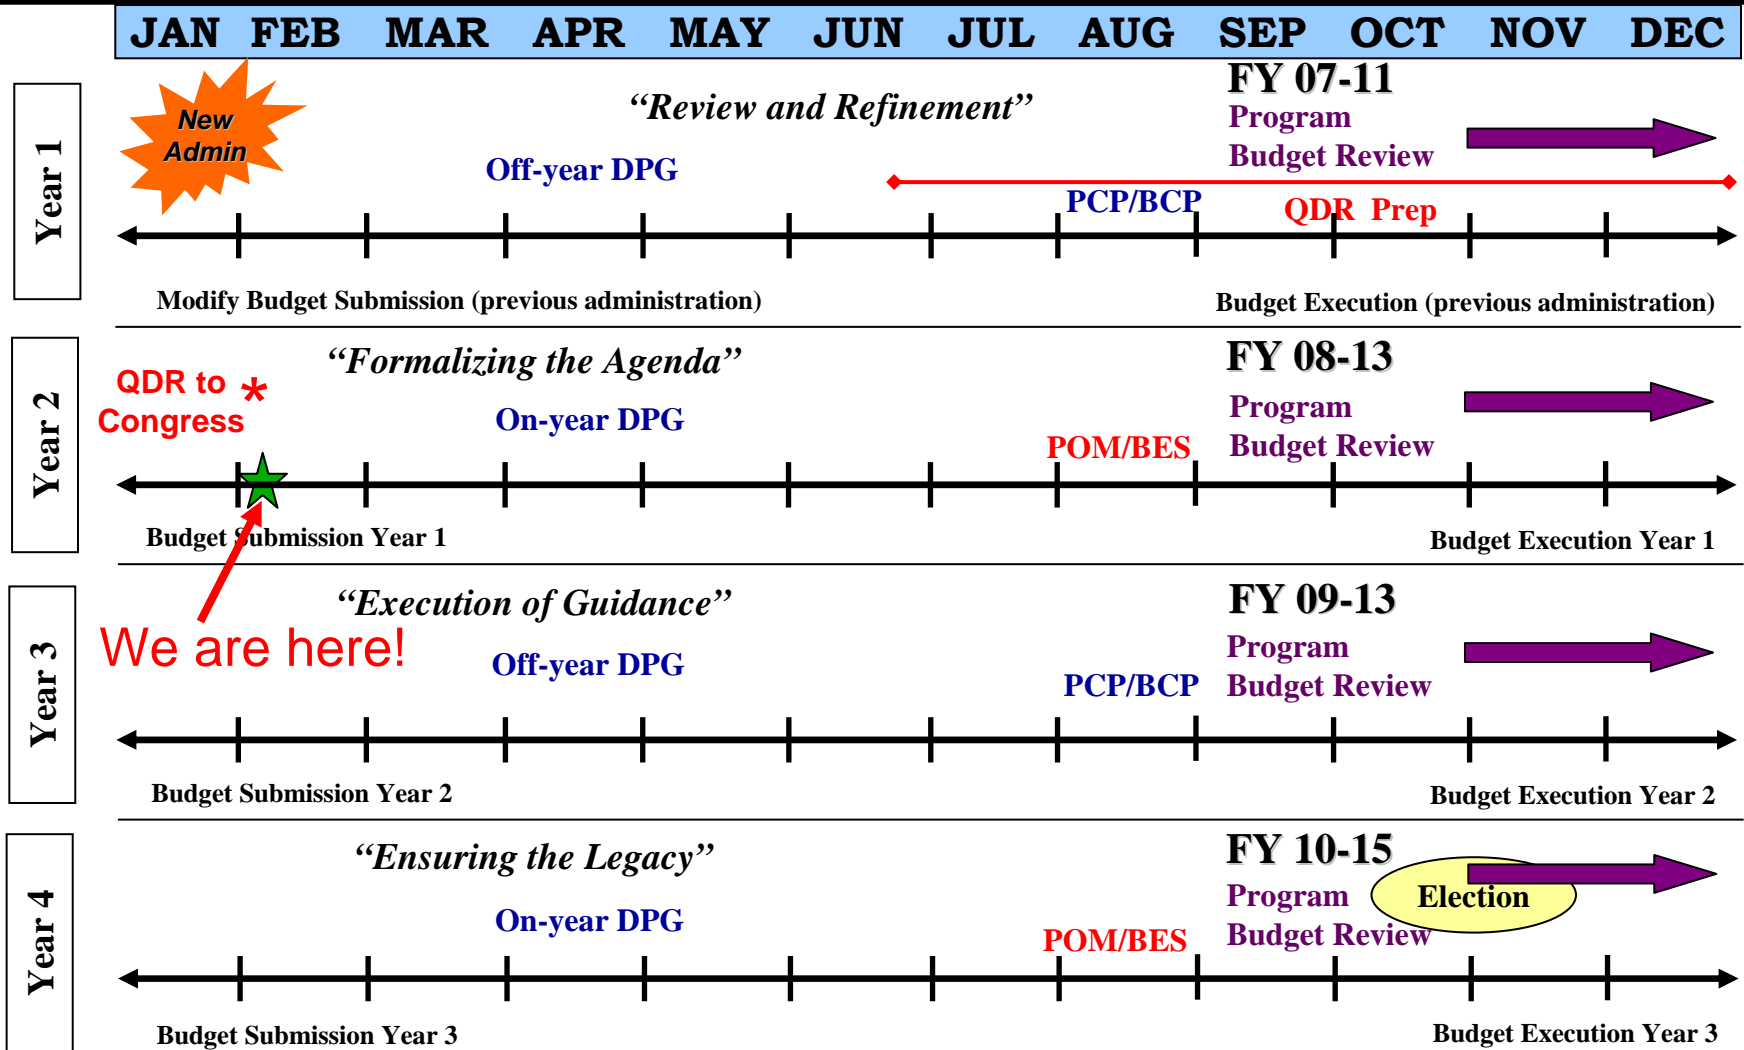 JAN FEB MAR APR MAY JUN JUL AUG SEP OCT NOV DEC
Year 1
New
Admin
“Review and Refinement”
FY 07-11
Program
Budget Review
Off-year DPG
PCP/BCP
QDR Prep
Modify Budget Submission (previous administration)
Budget Execution (previous administration)
Year 2
“Formalizing the Agenda”
FY 08-13
QDR to *
Congress
On-year DPG
Program
Budget Review
POM/BES
Budget Submission Year 1
Budget Execution Year 1
Year 3
“Execution of Guidance”
FY 09-13
We are here!
Off-year DPG
Program
Budget Review
PCP/BCP
Budget Submission Year 2
Budget Execution Year 2
Year 4
“Ensuring the Legacy”
FY 10-15
Program
Budget Review
Election
On-year DPG
POM/BES
Budget Submission Year 3
Budget Execution Year 3